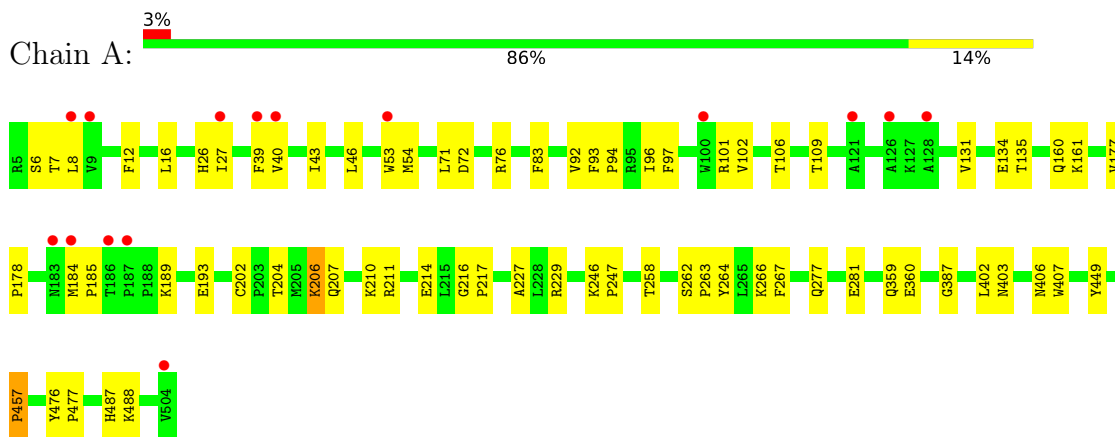 3%
Chain A:
86% 14%
R5 S6 T7 L8 V9 F12 L16 H26 I27 F39 V40 I43 L46 W53 M54 L71 D72 R76 F83 V92 F93 P94 R95 I96 F97 W100 R101 V102 T106 T109 A121 A126 K127 A128 V131 E134 T135 Q160 K161
P178 N183 M184 P185 T186 P187 P188 K189 E193 C202 P203 T204 M205 K206 Q207 K210 R211 E214 L215 G216 P217 A227 L228 R229 K246 P247 T258 S262 P263 Y264 L265 K266 F267 Q277 E281 Q359 E360 G387 L402 N403 N406 W407 Y449
P457 Y476 P477 H487 K488 V504